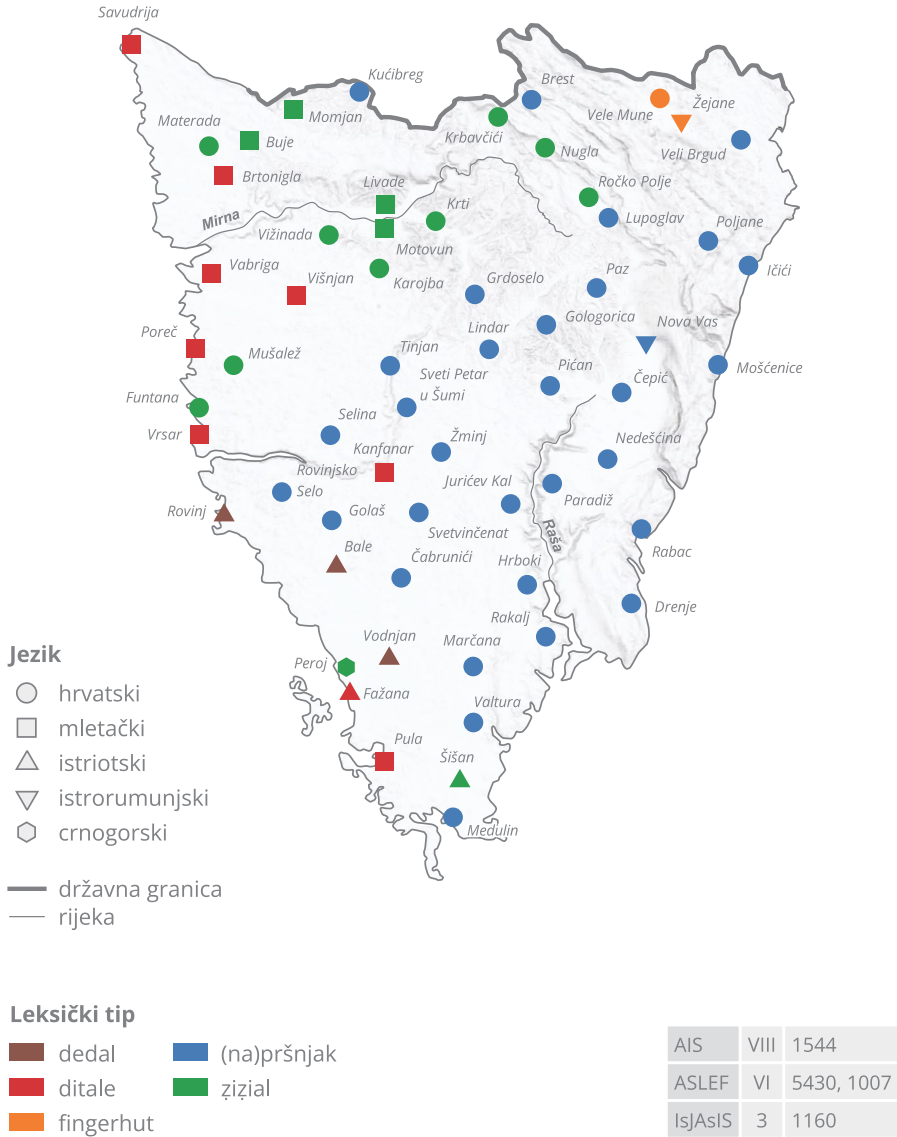 Savudrija
Kućibreg
Brest
Vele Mune
Žejane
Momjan
Materada
Buje
Krbavčići
Nugla
Veli Brgud
Brtonigla
Livade
Ročko Polje
Mirna
Krti
Lupoglav
Poljane
Vižinada
Motovun
Vabriga
Višnjan
Karojba
Grdoselo
Paz
Ičići
Poreč
Lindar
Gologorica
Nova Vas
Mušalež
Tinjan
Pićan
Mošćenice
Sveti Petar
u Šumi
Čepić
Funtana
Selina
Vrsar
Kanfanar
Žminj
Nedešćina
Rovinjsko
Selo
Jurićev Kal
Paradiž
Rovinj
Golaš
Svetvinčenat
Raša
Rabac
Bale
Čabrunići
Hrboki
Drenje
Rakalj
Peroj
Vodnjan
Marčana
Fažana
Valtura
Pula
Šišan
Medulin
Jezik
hrvatski
mletački
istriotski
istrorumunjski
crnogorski
državna granica
rijeka
Leksički tip
dedal
(na)pršnjak
ditale
ẓiẓial
fingerhut
AIS VIII 1544
ASLEF VI 5430, 1007
IsJAsIS 3 1160